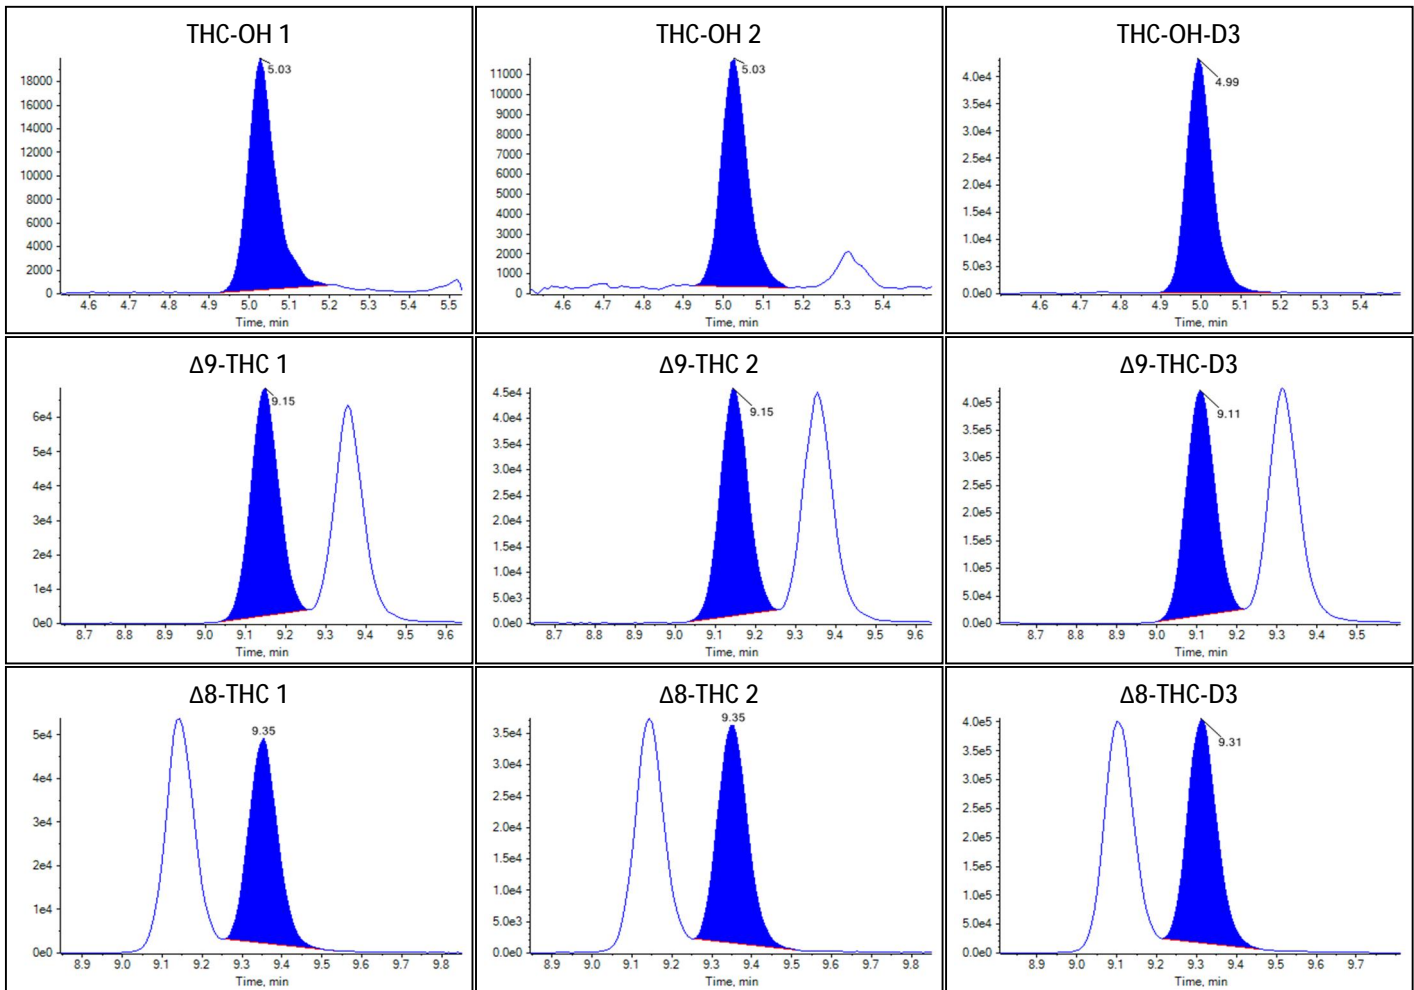 THC-OH 1
18000
16000
14000
12000
10000
8000
6000
4000
2000
0
5.03
4.6 4.7 4.8 4.9 5.0 5.1 5.2 5.3 5.4 5.5
Time, min
THC-OH 2
11000
10000
9000
8000
7000
6000
5000
4000
3000
2000
1000
0
5.03
4.6 4.7 4.8 4.9 5.0 5.1 5.2 5.3 5.4
Time, min
THC-OH-D3
4.0e4
3.5e4
3.0e4
2.5e4
2.0e4
1.5e4
1.0e4
5.0e3
0.0e0
4.99
4.6 4.7 4.8 4.9 5.0 5.1 5.2 5.3 5.4
Time, min
Δ9-THC 1
6e4
5e4
4e4
3e4
2e4
1e4
0e0
9.15
8.7 8.8 8.9 9.0 9.1 9.2 9.3 9.4 9.5 9.6
Time, min
Δ9-THC 2
4.5e4
4.0e4
3.5e4
3.0e4
2.5e4
2.0e4
1.5e4
1.0e4
5.0e3
0.0e0
9.15
8.7 8.8 8.9 9.0 9.1 9.2 9.3 9.4 9.5 9.6
Time, min
Δ9-THC-D3
4.0e5
3.5e5
3.0e5
2.5e5
2.0e5
1.5e5
1.0e5
5.0e4
0.0e0
9.11
8.7 8.8 8.9 9.0 9.1 9.2 9.3 9.4 9.5
Time, min
Δ8-THC 1
5e4
4e4
3e4
2e4
1e4
0e0
9.35
8.9 9.0 9.1 9.2 9.3 9.4 9.5 9.6 9.7 9.8
Time, min
Δ8-THC 2
3.5e4
3.0e4
2.5e4
2.0e4
1.5e4
1.0e4
5.0e3
0.0e0
9.35
8.9 9.0 9.1 9.2 9.3 9.4 9.5 9.6 9.7 9.8
Time, min
Δ8-THC-D3
4.0e5
3.5e5
3.0e5
2.5e5
2.0e5
1.5e5
1.0e5
5.0e4
0.0e0
9.31
8.9 9.0 9.1 9.2 9.3 9.4 9.5 9.6 9.7
Time, min